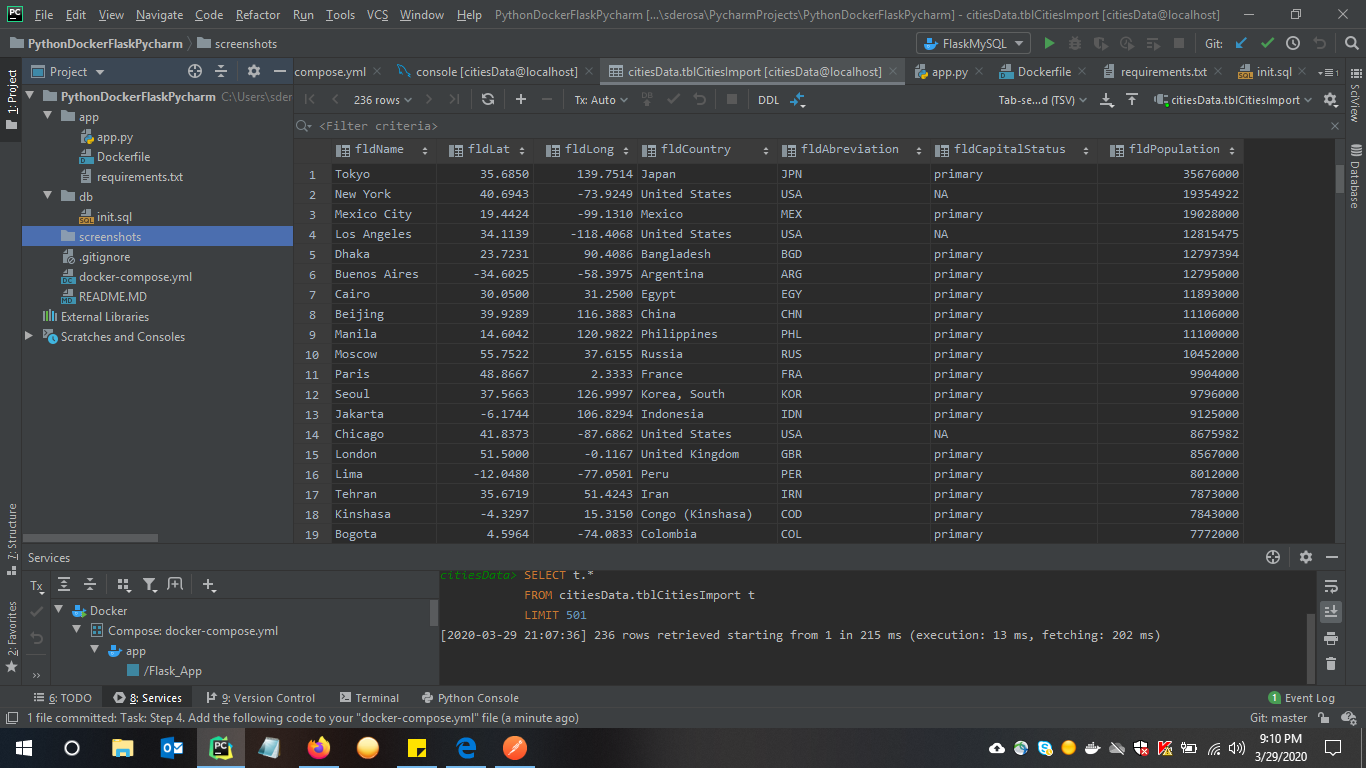 PC File Edit View Navigate Code Refactor Run Tools VCS Window Help PythonDockerFlaskPycharm [...\sderosa\PycharmProjects\PythonDockerFlaskPycharm] - citiesData.tblCitiesImport [citiesData@localhost]
PythonDockerFlaskPycharm screenshots FlaskMySQL Git:
Project compose.yml console [citiesData@localhost] citiesData.tblCitiesImport [citiesData@localhost] app.py Dockerfile requirements.txt init.sql
236 rows Tx: Auto DB DDL Tab-se...d (TSV) citiesData.tblCitiesImport
<Filter criteria>
1: Project
PythonDockerFlaskPycharm C:\Users\sder
app
app.py
Dockerfile
requirements.txt
db
init.sql
screenshots
.gitignore
docker-compose.yml
README.MD
External Libraries
Scratches and Consoles
fldName fldLat fldLong fldCountry fldAbreviation fldCapitalStatus fldPopulation
1 Tokyo 35.6850 139.7514 Japan JPN primary 35676000
2 New York 40.6943 -73.9249 United States USA NA 19354922
3 Mexico City 19.4424 -99.1310 Mexico MEX primary 19028000
4 Los Angeles 34.1139 -118.4068 United States USA NA 12815475
5 Dhaka 23.7231 90.4086 Bangladesh BGD primary 12797394
6 Buenos Aires -34.6025 -58.3975 Argentina ARG primary 12795000
7 Cairo 30.0500 31.2500 Egypt EGY primary 11893000
8 Beijing 39.9289 116.3883 China CHN primary 11106000
9 Manila 14.6042 120.9822 Philippines PHL primary 11100000
10 Moscow 55.7522 37.6155 Russia RUS primary 10452000
11 Paris 48.8667 2.3333 France FRA primary 9904000
12 Seoul 37.5663 126.9997 Korea, South KOR primary 9796000
13 Jakarta -6.1744 106.8294 Indonesia IDN primary 9125000
14 Chicago 41.8373 -87.6862 United States USA NA 8675982
15 London 51.5000 -0.1167 United Kingdom GBR primary 8567000
16 Lima -12.0480 -77.0501 Peru PER primary 8012000
17 Tehran 35.6719 51.4243 Iran IRN primary 7873000
18 Kinshasa -4.3297 15.3150 Congo (Kinshasa) COD primary 7843000
19 Bogota 4.5964 -74.0833 Colombia COL primary 7772000
SciView
Database
7: Structure
2: Favorites
Services
Tx
Docker
Compose: docker-compose.yml
app
/Flask_App
citiesData> SELECT t.*
FROM citiesData.tblCitiesImport t
LIMIT 501
[2020-03-29 21:07:36] 236 rows retrieved starting from 1 in 215 ms (execution: 13 ms, fetching: 202 ms)
6: TODO 8: Services 9: Version Control Terminal Python Console 1 Event Log
1 file committed: Task: Step 4. Add the following code to your "docker-compose.yml" file (a minute ago) Git: master
9:10 PM
3/29/2020